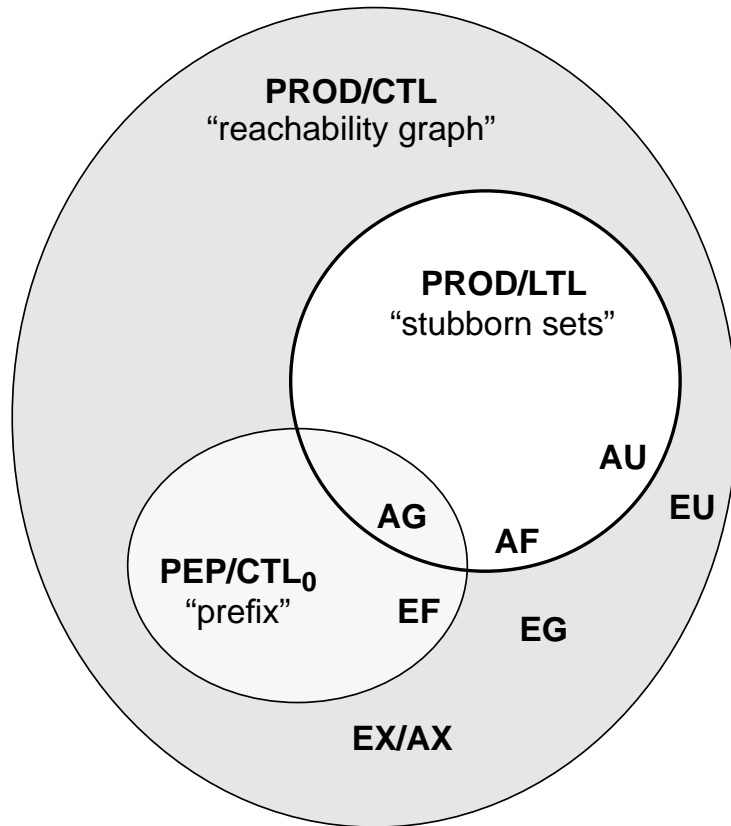 PROD/CTL
“reachability graph”
PROD/LTL
“stubborn sets”
AU
EU
AG
AF
PEP/CTL₀
“prefix”
EF
EG
EX/AX